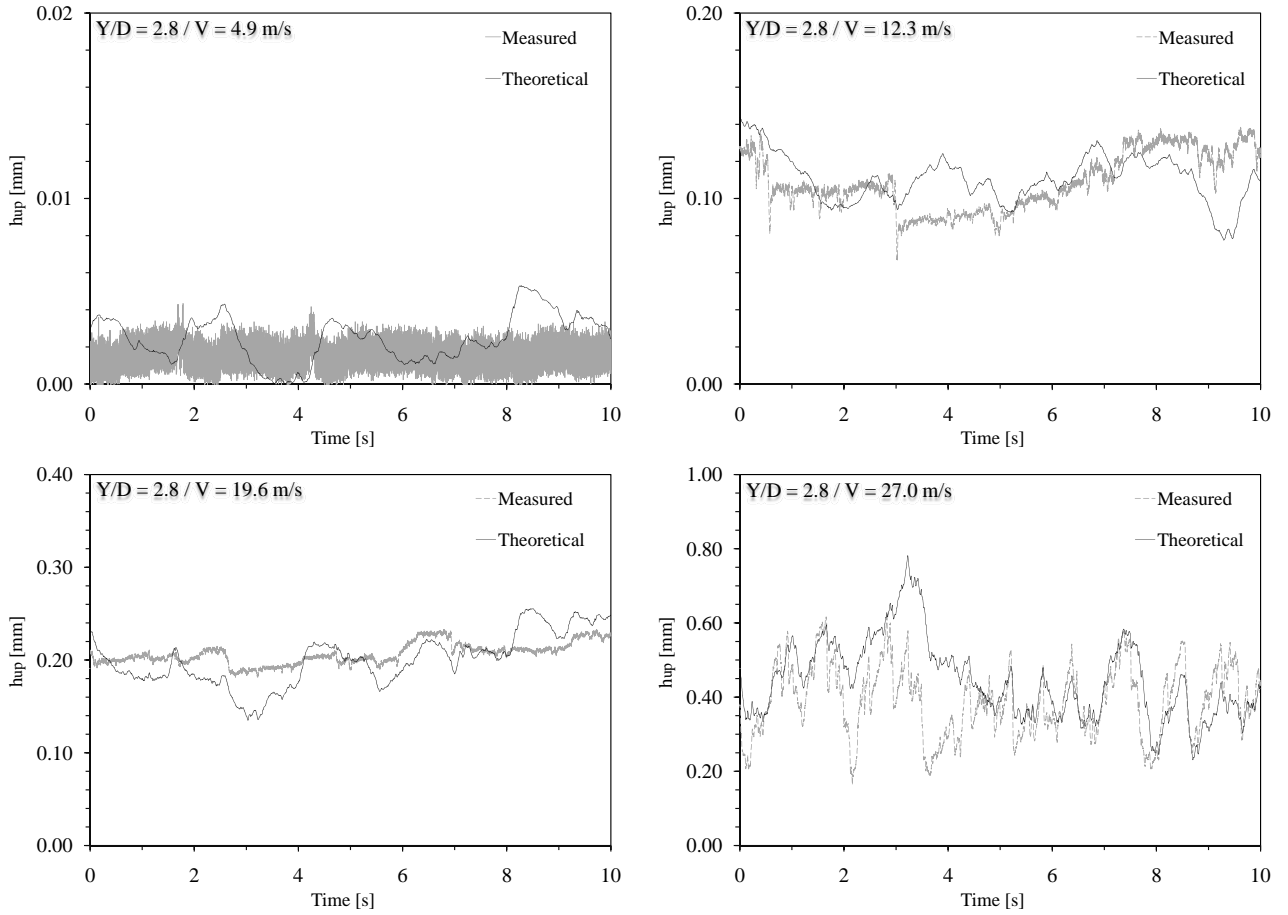 Y/D = 2.8 / V = 4.9 m/s
Measured
Theoretical
0.02
0.01
0.00
hup [mm]
0 2 4 6 8 10
Time [s]
Y/D = 2.8 / V = 12.3 m/s
Measured
Theoretical
0.20
0.15
0.10
0.05
0.00
hup [mm]
0 2 4 6 8 10
Time [s]
Y/D = 2.8 / V = 19.6 m/s
Measured
Theoretical
0.40
0.30
0.20
0.10
0.00
hup [mm]
0 2 4 6 8 10
Time [s]
Y/D = 2.8 / V = 27.0 m/s
Measured
Theoretical
1.00
0.80
0.60
0.40
0.20
0.00
hup [mm]
0 2 4 6 8 10
Time [s]